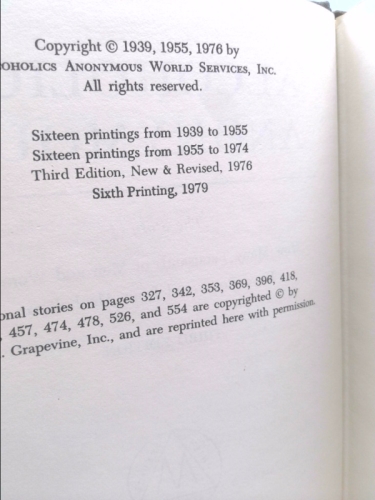 Copyright © 1939, 1955, 1976 by
OHOLICS ANONYMOUS WORLD SERVICES, INC.
All rights reserved.
Sixteen printings from 1939 to 1955
Sixteen printings from 1955 to 1974
Third Edition, New & Revised, 1976
Sixth Printing, 1979
onal stories on pages 327, 342, 353, 369, 396, 418,
457, 474, 478, 526, and 554 are copyrighted © by
. Grapevine, Inc., and are reprinted here with permission.